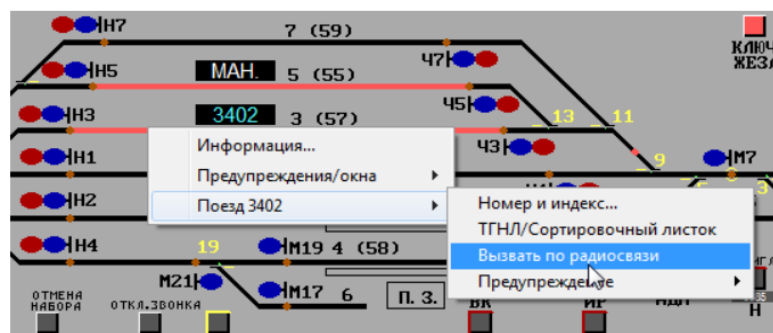 Н7
7 (59)
КЛЮЧ
ЖЕЗЛ
Н5
МАН.
5 (55)
Ч7
Н3
3402
3 (57)
Ч5
13
11
Информация...
Ч3
9
М7
Н1
Предупреждения/окна
Н2
Поезд 3402
Номер и индекс...
ТГНЛ/Сортировочный листок
Н4
19
М19 4 (58)
Вызвать по радиосвязи
М21
Предупреждение
ОТМЕНА
НАБОРА
ОТКЛ.ЗВОНКА
М17 6
П. З.
ВК
ИР
Н